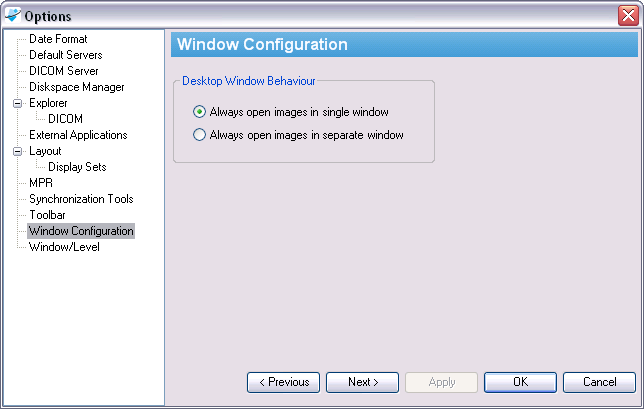 Options
Date Format
Default Servers
DICOM Server
Diskspace Manager
Explorer
DICOM
External Applications
Layout
Display Sets
MPR
Synchronization Tools
Toolbar
Window Configuration
Window/Level
Window Configuration
Desktop Window Behaviour
Always open images in single window
Always open images in separate window
< Previous
Next >
Apply
OK
Cancel